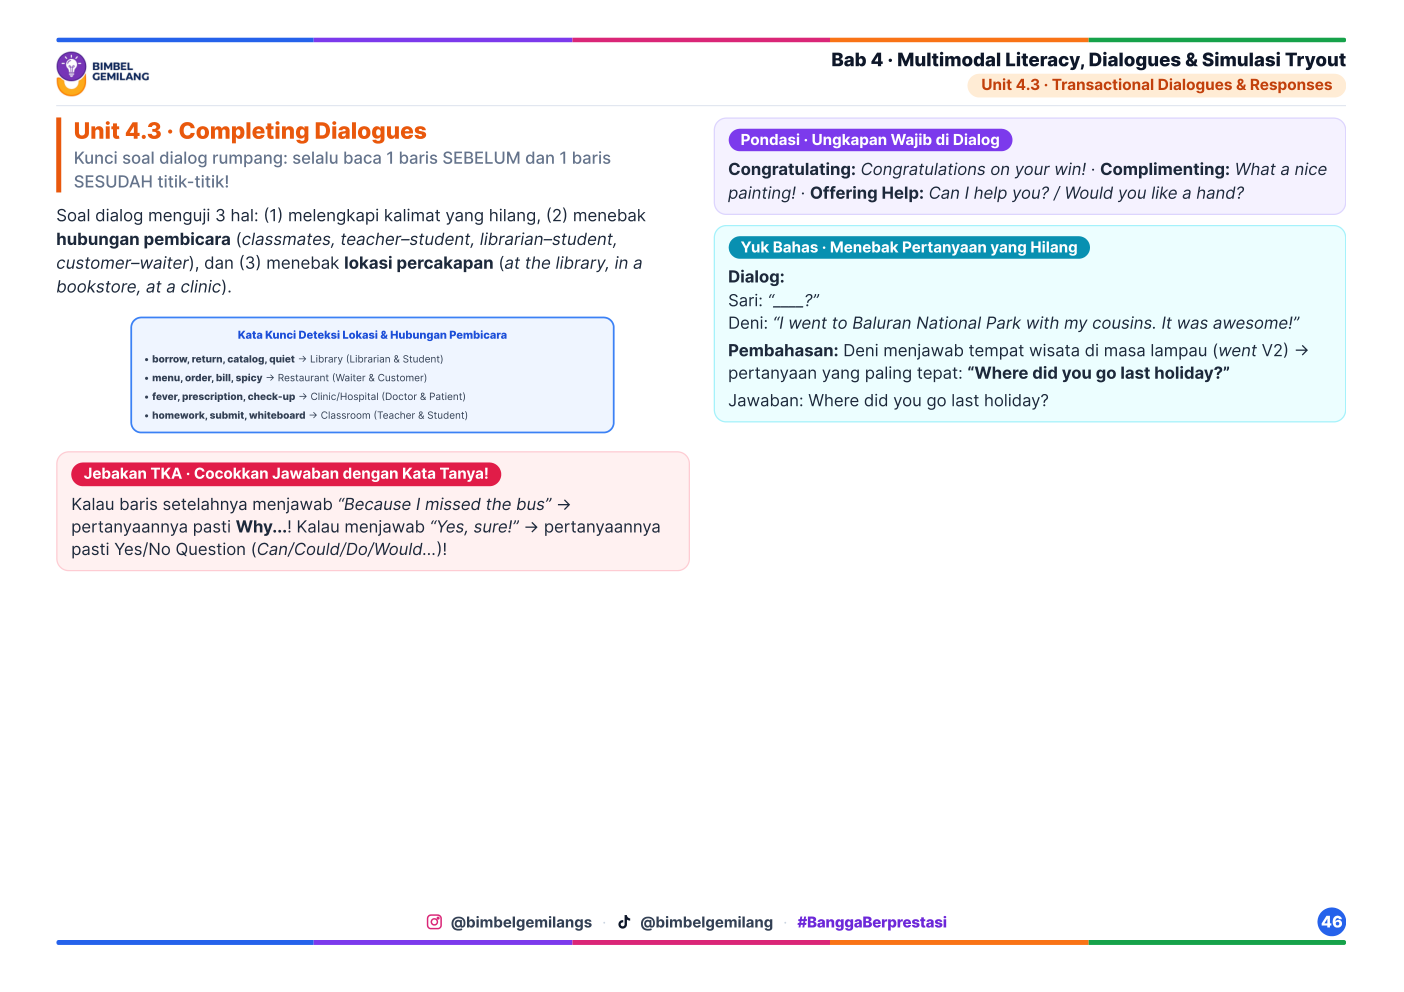 BIMBEL
GEMILANG
Bab 4 · Multimodal Literacy, Dialogues & Simulasi Tryout
Unit 4.3 · Transactional Dialogues & Responses
Unit 4.3 · Completing Dialogues
Kunci soal dialog rumpang: selalu baca 1 baris SEBELUM dan 1 baris
SESUDAH titik-titik!
Soal dialog menguji 3 hal: (1) melengkapi kalimat yang hilang, (2) menebak
hubungan pembicara (classmates, teacher–student, librarian–student,
customer–waiter), dan (3) menebak lokasi percakapan (at the library, in a
bookstore, at a clinic).
Kata Kunci Deteksi Lokasi & Hubungan Pembicara
• borrow, return, catalog, quiet → Library (Librarian & Student)
• menu, order, bill, spicy → Restaurant (Waiter & Customer)
• fever, prescription, check-up → Clinic/Hospital (Doctor & Patient)
• homework, submit, whiteboard → Classroom (Teacher & Student)
Jebakan TKA · Cocokkan Jawaban dengan Kata Tanya!
Kalau baris setelahnya menjawab “Because I missed the bus” →
pertanyaannya pasti Why...! Kalau menjawab “Yes, sure!” → pertanyaannya
pasti Yes/No Question (Can/Could/Do/Would...)!
Pondasi · Ungkapan Wajib di Dialog
Congratulating: Congratulations on your win! · Complimenting: What a nice
painting! · Offering Help: Can I help you? / Would you like a hand?
Yuk Bahas · Menebak Pertanyaan yang Hilang
Dialog:
Sari: “____?”
Deni: “I went to Baluran National Park with my cousins. It was awesome!”
Pembahasan: Deni menjawab tempat wisata di masa lampau (went V2) →
pertanyaan yang paling tepat: “Where did you go last holiday?”
Jawaban: Where did you go last holiday?
@bimbelgemilangs · @bimbelgemilang · #BanggaBerprestasi
46